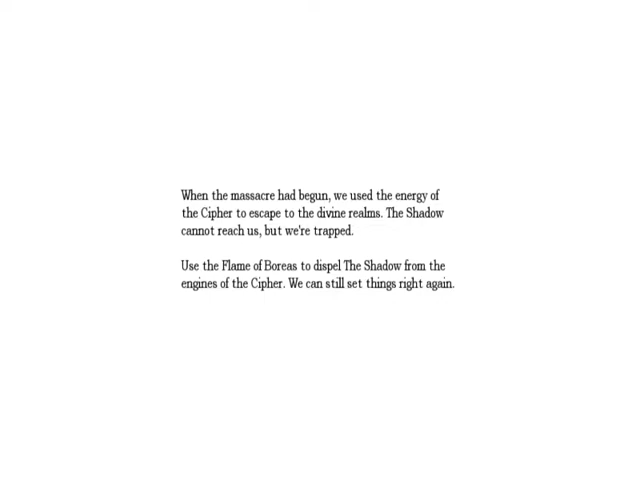 When the massacre had begun, we used the energy of
the Cipher to escape to the divine realms. The Shadow
cannot reach us, but we're trapped.
Use the Flame of Boreas to dispel The Shadow from the
engines of the Cipher. We can still set things right again.